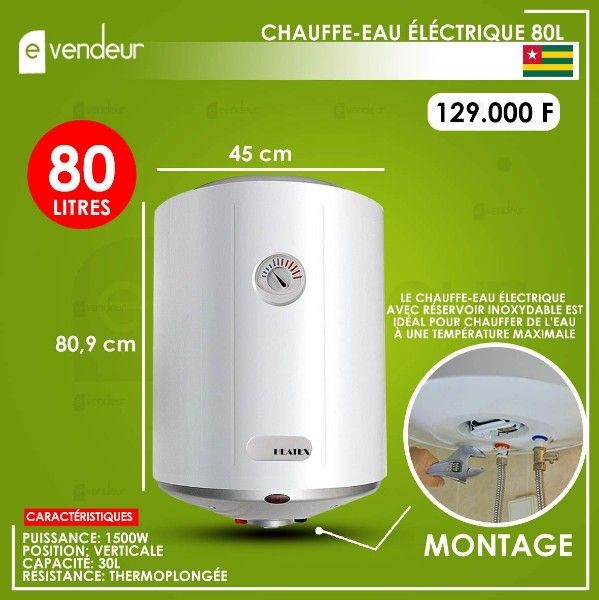 e vendeur
CHAUFFE-EAU ÉLÉCTRIQUE 80L
129.000 F
80
LITRES
45 cm
80,9 cm
LE CHAUFFE-EAU ÉLECTRIQUE
AVEC RÉSERVOIR INOXYDABLE EST
IDÉAL POUR CHAUFFER DE L'EAU
À UNE TEMPÉRATURE MAXIMALE
HEATEX
CARACTÉRISTIQUES
PUISSANCE: 1500W
POSITION: VERTICALE
CAPACITÉ: 30L
RÉSISTANCE: THERMOPLONGÉE
MONTAGE